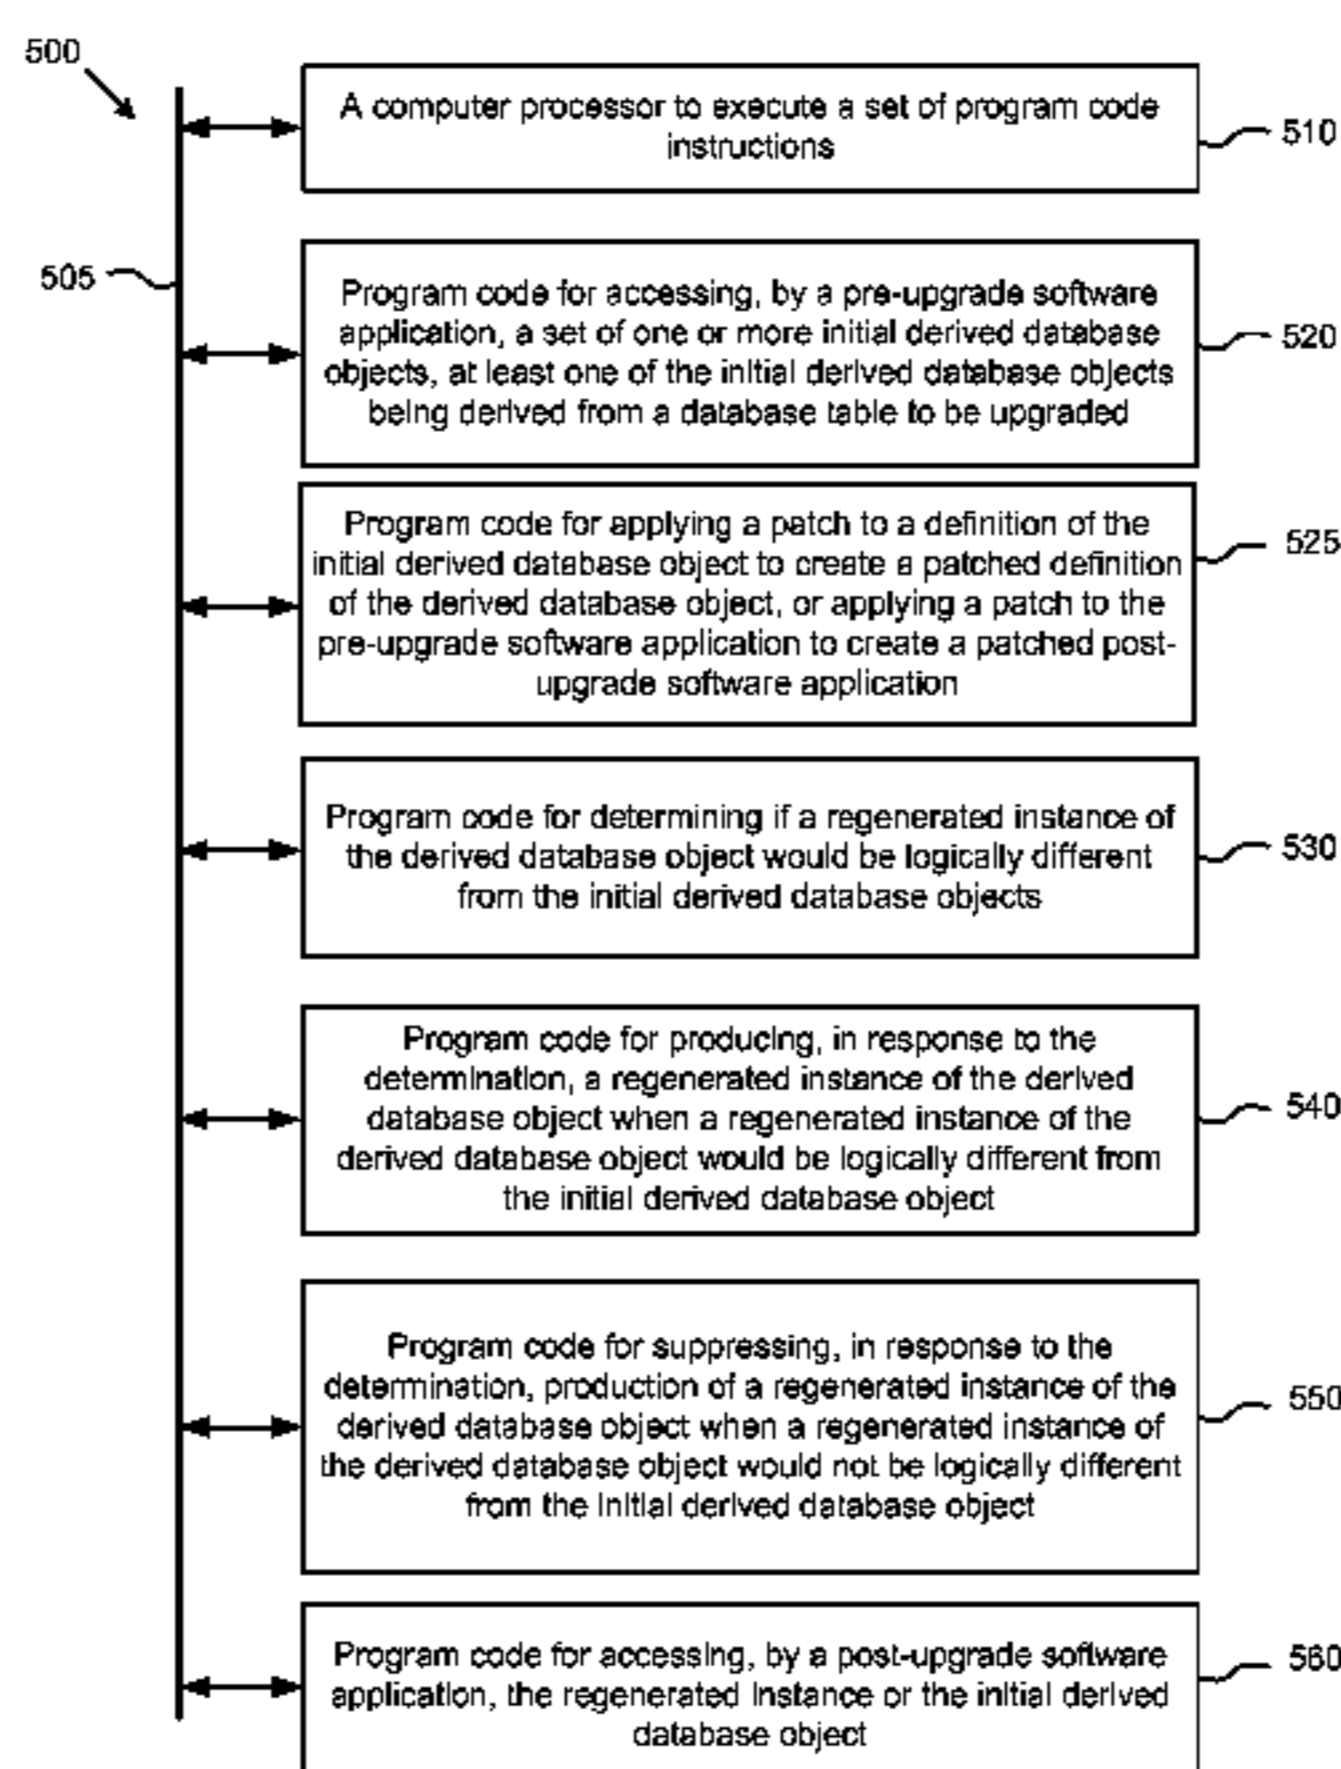 500
A computer processor to execute a set of program code
instructions
510
505
Program code for accessing, by a pre-upgrade software
application, a set of one or more initial derived database
objects, at least one of the initial derived database objects
being derived from a database table to be upgraded
520
Program code for applying a patch to a definition of the
initial derived database object to create a patched definition
of the derived database object, or applying a patch to the
pre-upgrade software application to create a patched post-
upgrade software application
525
Program code for determining if a regenerated instance of
the derived database object would be logically different
from the initial derived database objects
530
Program code for producing, in response to the
determination, a regenerated instance of the derived
database object when a regenerated instance of the
derived database object would be logically different from
the initial derived database object
540
Program code for suppressing, in response to the
determination, production of a regenerated instance of the
derived database object when a regenerated instance of
the derived database object would not be logically different
from the initial derived database object
550
Program code for accessing, by a post-upgrade software
application, the regenerated instance or the initial derived
database object
560